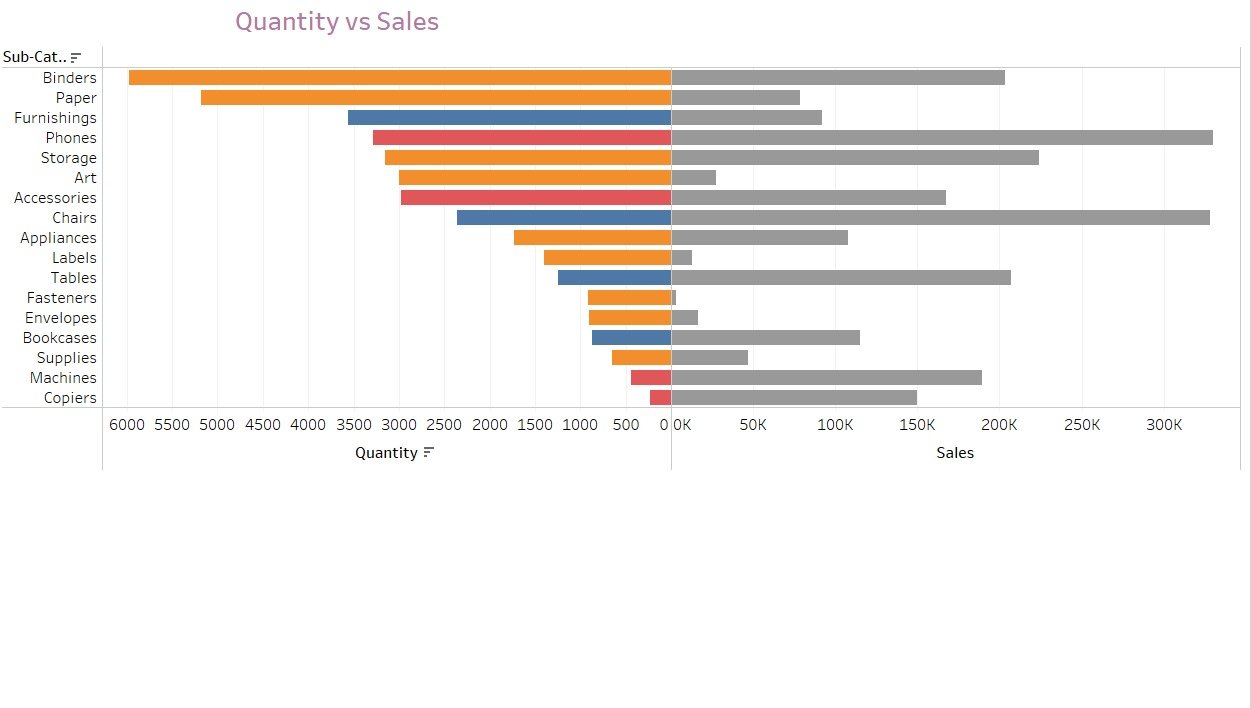 Quantity vs Sales
Sub-Cat..
Binders
Paper
Furnishings
Phones
Storage
Art
Accessories
Chairs
Appliances
Labels
Tables
Fasteners
Envelopes
Bookcases
Supplies
Machines
Copiers
6000 5500 5000 4500 4000 3500 3000 2500 2000 1500 1000 500 0 0K 50K 100K 150K 200K 250K 300K
Quantity Sales